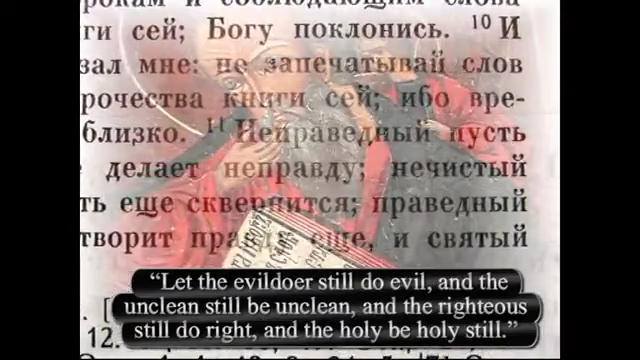 рокам и соблюдающим слова
ги сей; Богу поклонись. 10 И
зал мне: не запечатывай слов
рочества книги сей; ибо вре-
близко. 11 Неправедный пусть
делает неправду; нечистый
ть еще сквернится; праведный
творит правду еще, и святый
“Let the evildoer still do evil, and the
unclean still be unclean, and the righteous
still do right, and the holy be holy still.”
12.